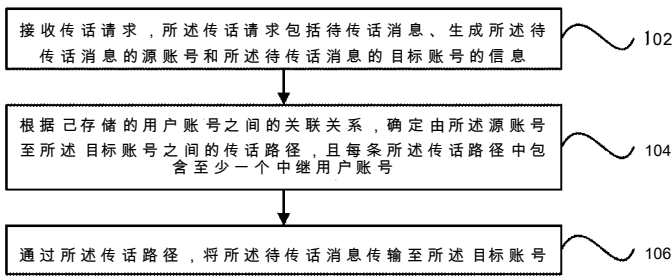 接收传话请求，所述传话请求包括待传话消息、生成所述待
传话消息的源账号和所述待传话消息的目标账号的信息
102
根据己存储的用户账号之间的关联关系，确定由所述源账号
至所述目标账号之间的传话路径，且每条所述传话路径中包
含至少一个中继用户账号
104
通过所述传话路径，将所述待传话消息传输至所述目标账号
106